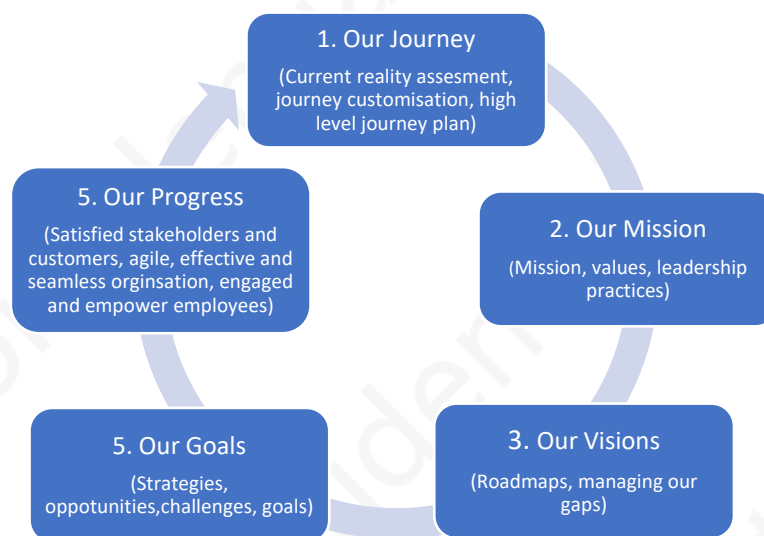 1. Our Journey
(Current reality assesment,
journey customisation, high
level journey plan)
2. Our Mission
(Mission, values, leadership
practices)
3. Our Visions
(Roadmaps, managing our
gaps)
5. Our Goals
(Strategies,
oppotunities,challenges, goals)
5. Our Progress
(Satisfied stakeholders and
customers, agile, effective and
seamless orginsation, engaged
and empower employees)